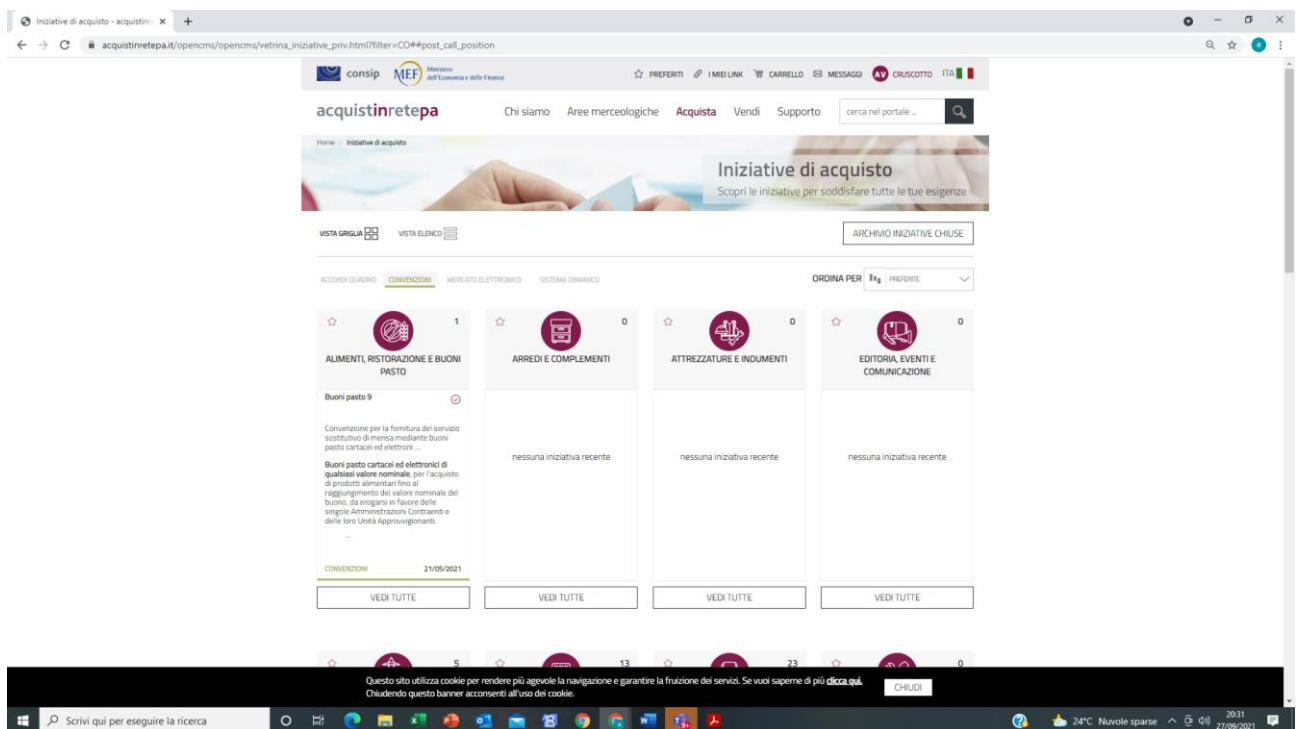 Iniziative di acquisto - acquistinr
acquistinretepa.it/opencms/opencms/vetrina_iniziative_priv.html?filter=CO##post_call_position
consip MEF Ministero dell'Economia e delle Finanze PREFERITI I MIEI LINK CARRELLO MESSAGGI AV CRUSCOTTO ITA
acquistinretepa Chi siamo Aree merceologiche Acquista Vendi Supporto cerca nel portale ...
Home Iniziative di acquisto
Iniziative di acquisto
Scopri le iniziative per soddisfare tutte le tue esigenze
VISTA GRIGLIA VISTA ELENCO ARCHIVIO INIZIATIVE CHIUSE
ACCORDI QUADRO CONVENZIONI MERCATO ELETTRONICO SISTEMA DINAMICO ORDINA PER PREFERITE
1
ALIMENTI, RISTORAZIONE E BUONI
PASTO
Buoni pasto 9
Convenzione per la fornitura del servizio
sostitutivo di mensa mediante buoni
pasto cartacei ed elettroni ...
Buoni pasto cartacei ed elettronici di
qualsiasi valore nominale, per l'acquisto
di prodotti alimentari fino al
raggiungimento del valore nominale del
buono, da erogarsi in favore delle
singole Amministrazioni Contraenti e
delle loro Unità Approvvigionanti.
...
CONVENZIONI 21/05/2021
VEDI TUTTE
0
ARREDI E COMPLEMENTI
nessuna iniziativa recente
VEDI TUTTE
0
ATTREZZATURE E INDUMENTI
nessuna iniziativa recente
VEDI TUTTE
0
EDITORIA, EVENTI E
COMUNICAZIONE
nessuna iniziativa recente
VEDI TUTTE
5 13 23 0
Questo sito utilizza cookie per rendere più agevole la navigazione e garantire la fruizione dei servizi. Se vuoi saperne di più clicca qui.
Chiudendo questo banner acconsenti all'uso dei cookie.
CHIUDI
Scrivi qui per eseguire la ricerca
24°C Nuvole sparse
20:31
27/09/2021